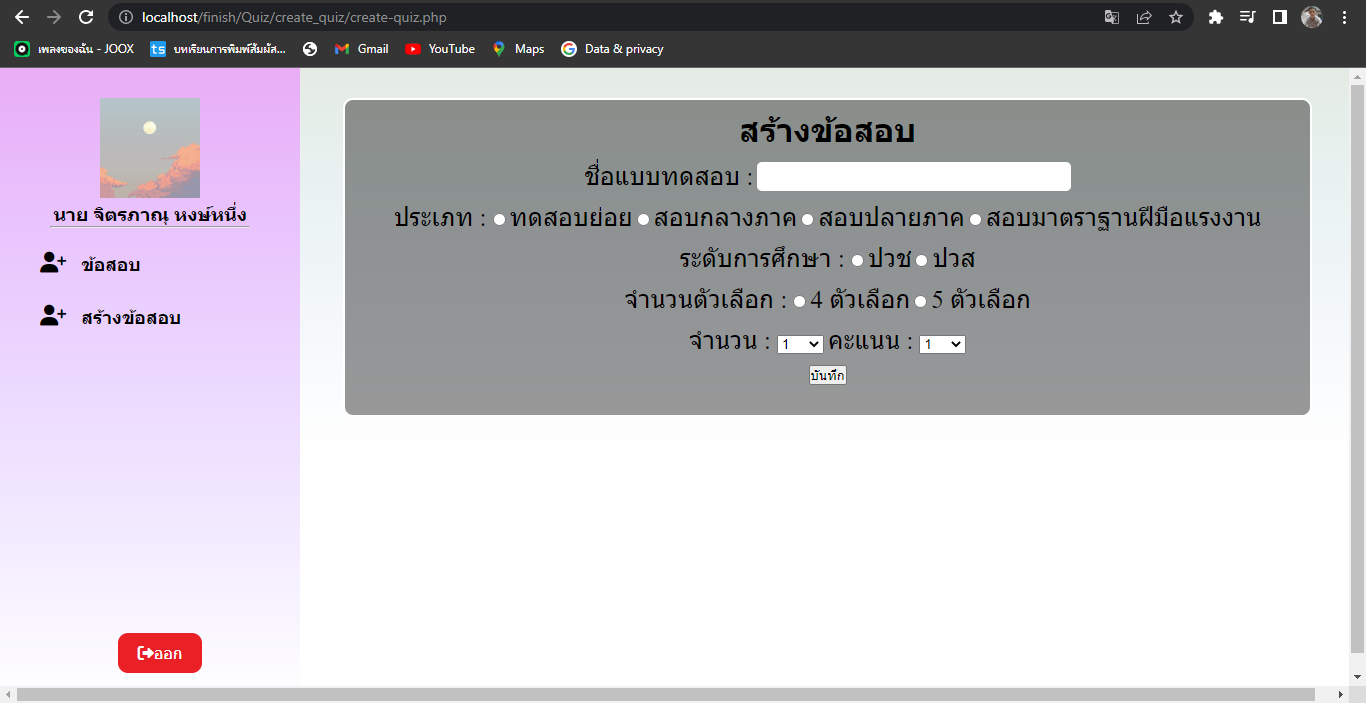 localhost/finish/Quiz/create_quiz/create-quiz.php
เพลงของฉัน - JOOX ts บทเรียนการพิมพ์สัมผัส... Gmail YouTube Maps Data & privacy
นาย จิตรภาณุ หงษ์หนึ่ง
ข้อสอบ
สร้างข้อสอบ
ออก
สร้างข้อสอบ
ชื่อแบบทดสอบ :
ประเภท : ทดสอบย่อย สอบกลางภาค สอบปลายภาค สอบมาตราฐานฝีมือแรงงาน
ระดับการศึกษา : ปวช ปวส
จำนวนตัวเลือก : 4 ตัวเลือก 5 ตัวเลือก
จำนวน : 1 คะแนน : 1
บันทึก